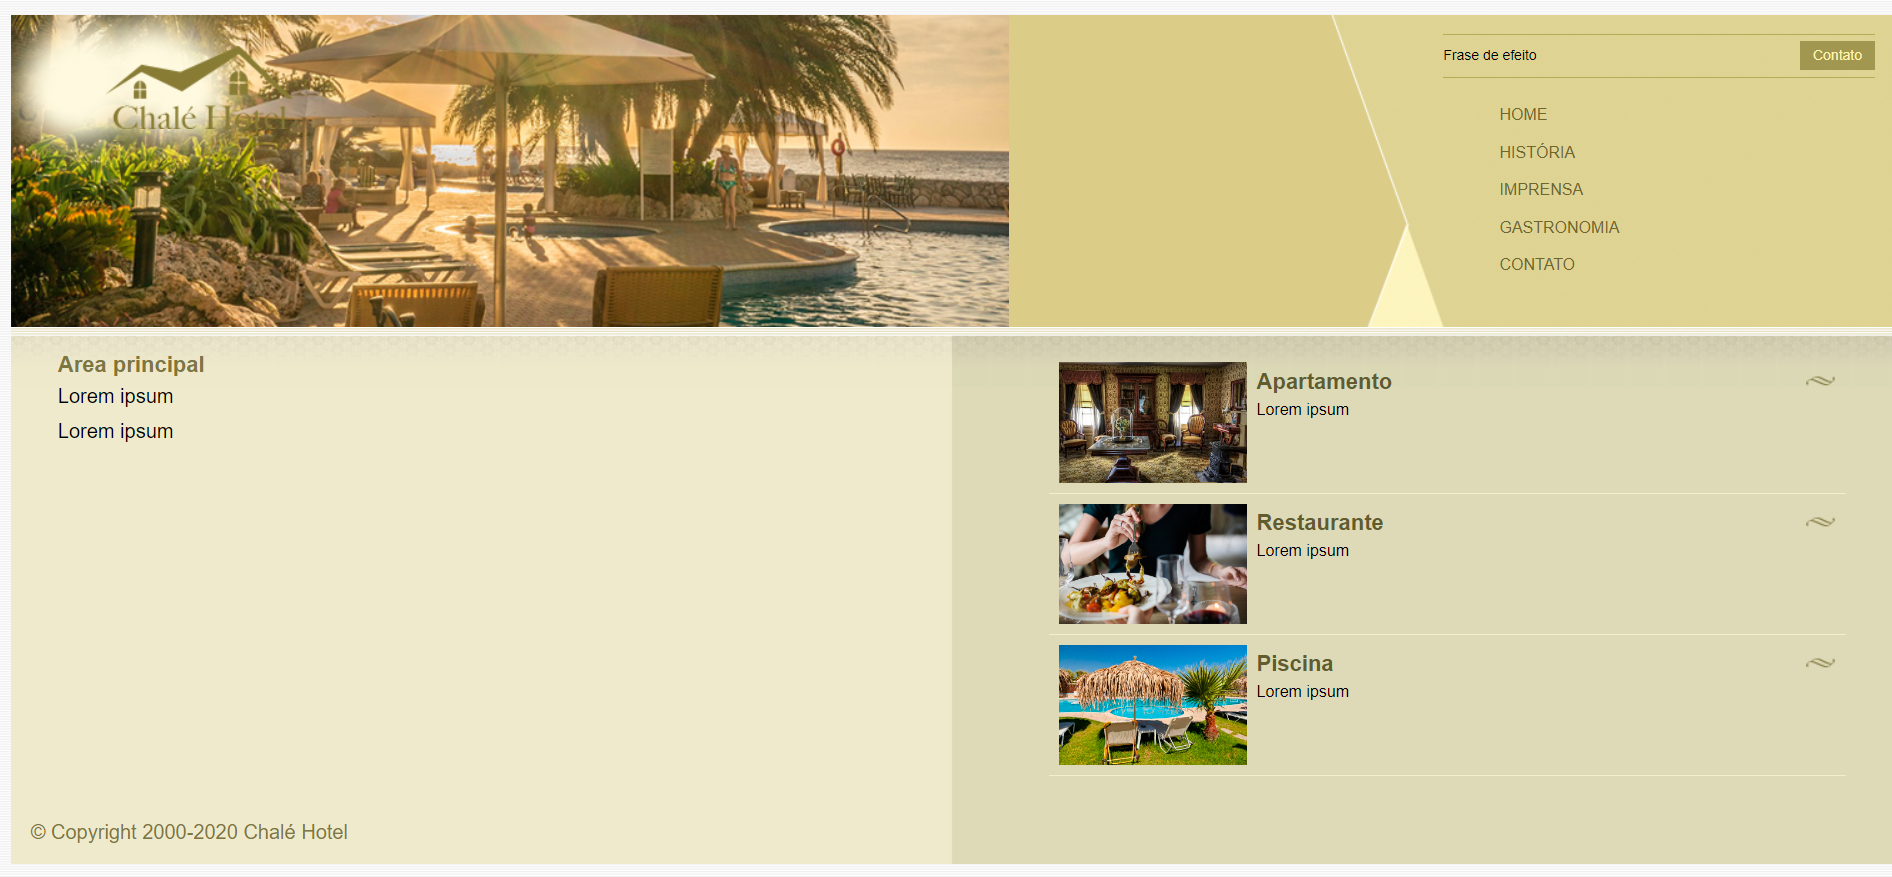 Chalé Hotel
Frase de efeito
Contato
HOME
HISTÓRIA
IMPRENSA
GASTRONOMIA
CONTATO
Area principal
Lorem ipsum
Lorem ipsum
Apartamento
Lorem ipsum
Restaurante
Lorem ipsum
Piscina
Lorem ipsum
© Copyright 2000-2020 Chalé Hotel